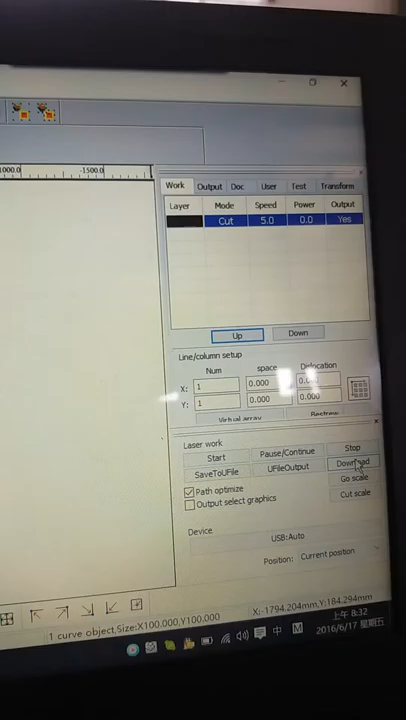 1000.0 -1500.0
Work Output Doc User Test Transform
Layer Mode Speed Power Output
Cut 5.0 0.0 Yes
Up Down
Line/column setup
Num space Dislocation
X: 1 0.000
Y: 1 0.000 0.000
Virtual array Redraw
Laser work
Start Pause/Continue Stop
SaveToUFile UFileOutput Download
Path optimize Go scale
Output select graphics Cut scale
Device
USB:Auto
Position: Current position
1 curve object,Size:X100.000,Y100.000 X:-1794.204mm,Y:184.294mm
中 M 上午 8:32
2016/6/17 星期五